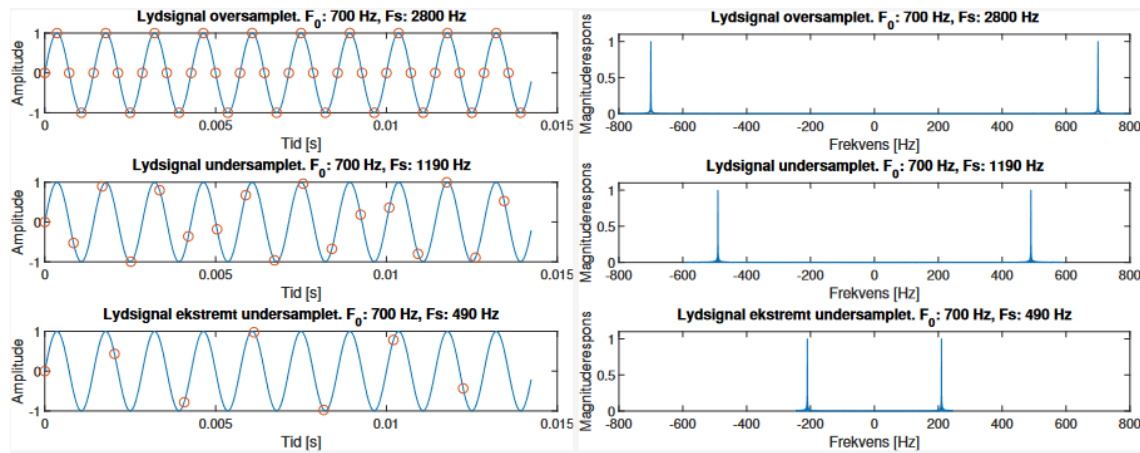 Lydsignal oversamplet. F0: 700 Hz, Fs: 2800 Hz
Amplitude
1
0
-1
0 0.005 0.01 0.015
Tid [s]
Lydsignal undersamplet. F0: 700 Hz, Fs: 1190 Hz
Amplitude
1
0
-1
0 0.005 0.01 0.015
Tid [s]
Lydsignal ekstremt undersamplet. F0: 700 Hz, Fs: 490 Hz
Amplitude
1
0
-1
0 0.005 0.01 0.015
Tid [s]
Lydsignal oversamplet. F0: 700 Hz, Fs: 2800 Hz
Magnituderespons
1
0.5
0
-800 -600 -400 -200 0 200 400 600 800
Frekvens [Hz]
Lydsignal undersamplet. F0: 700 Hz, Fs: 1190 Hz
Magnituderespons
1
0.5
0
-800 -600 -400 -200 0 200 400 600 800
Frekvens [Hz]
Lydsignal ekstremt undersamplet. F0: 700 Hz, Fs: 490 Hz
Magnituderespons
1
0.5
0
-800 -600 -400 -200 0 200 400 600 800
Frekvens [Hz]